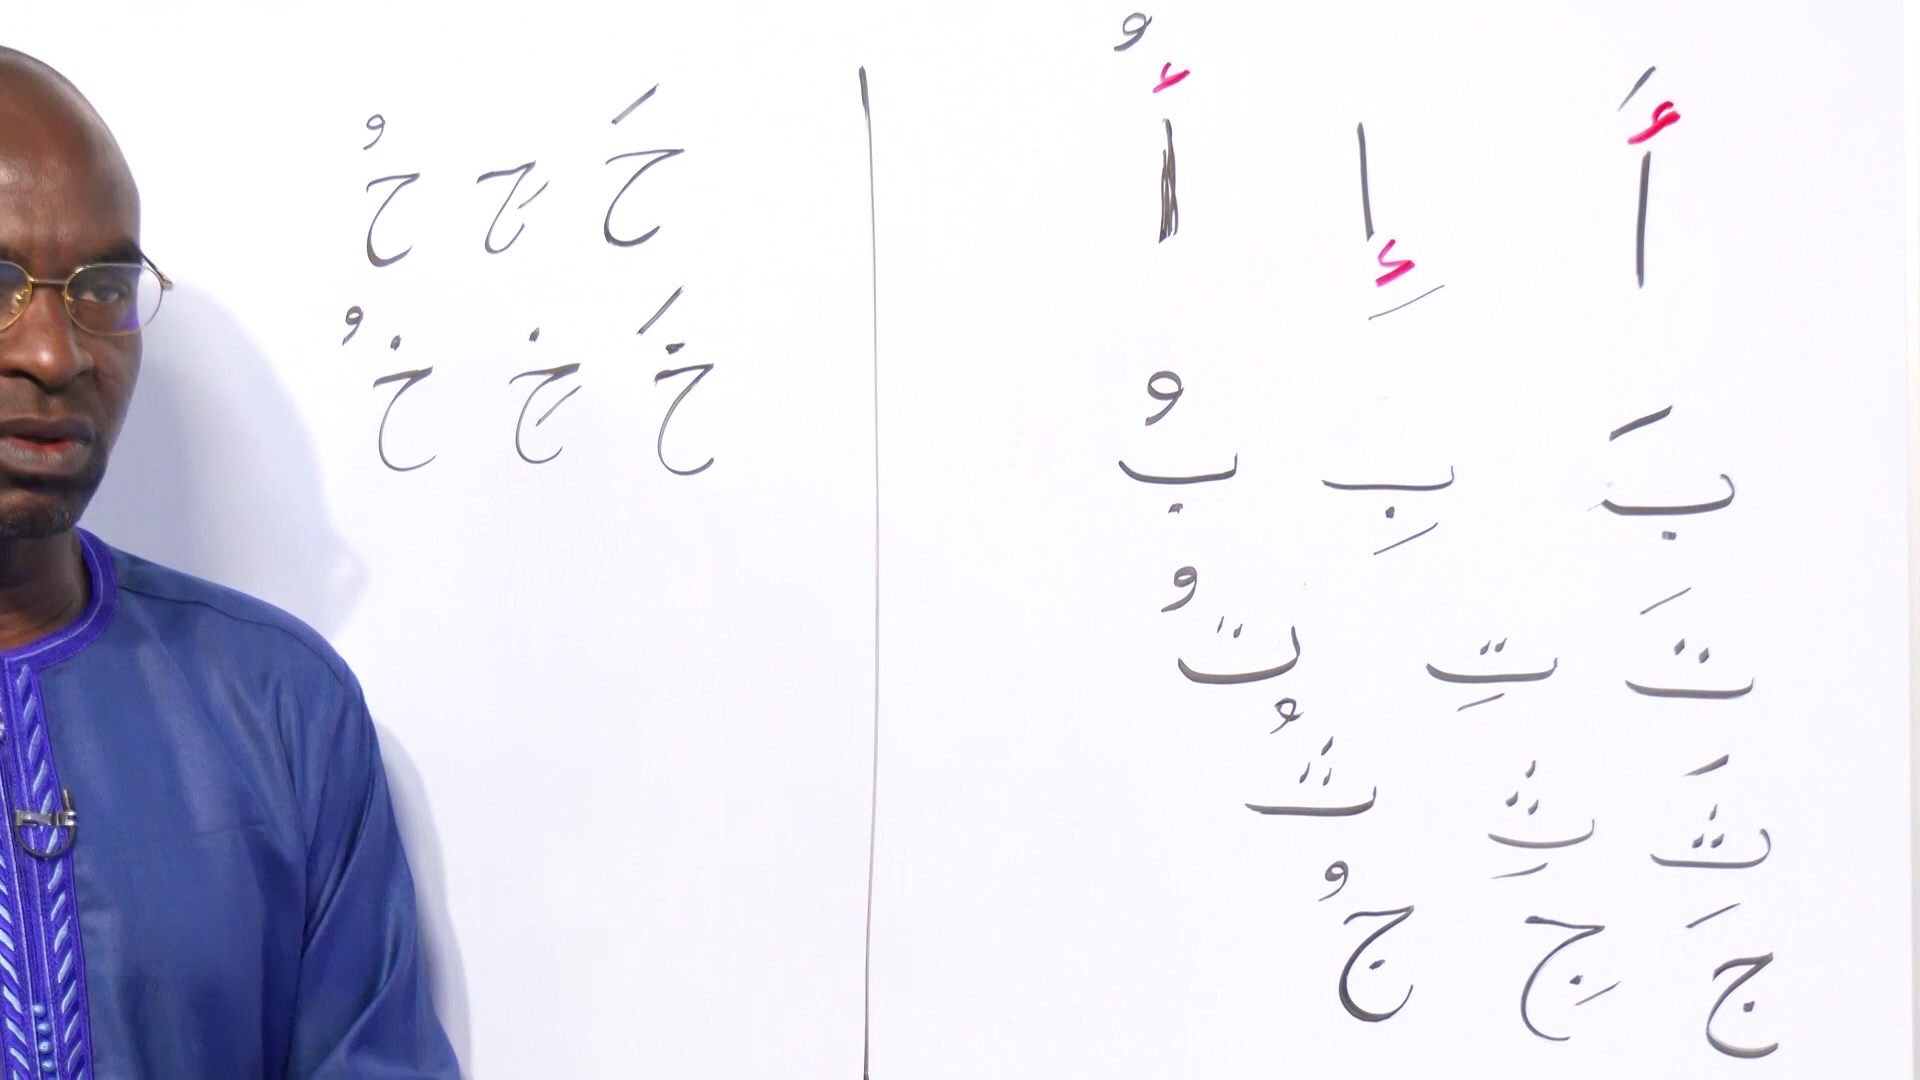 أَ إِ أُ
بَ بِ بُ
تَ تِ تُ
ثَ ثِ ثُ
جَ جِ جُ
حَ حِ حُ
خَ خِ خُ